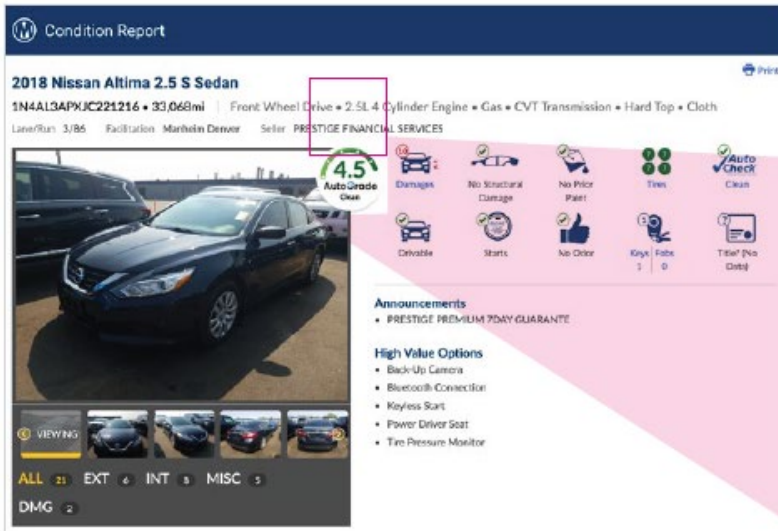 Condition Report
Print
2018 Nissan Altima 2.5 S Sedan
1N4AL3APXJC221216 • 33,068mi | Front Wheel Drive • 2.5L 4 Cylinder Engine • Gas • CVT Transmission • Hard Top • Cloth
Lane/Run 3/86 Facilitation Manheim Denver Seller PRESTIGE FINANCIAL SERVICES
4.5
AutoGrade
Clean
10
Damages
No Structural Damage
No Prior Paint
Tires
Auto Check
Clean
Drivable
Starts
No Odor
Keys | Fobs
1 | 0
Title? (No Data)
Announcements
• PRESTIGE PREMIUM 7DAY GUARANTE
High Value Options
• Back-Up Camera
• Bluetooth Connection
• Keyless Start
• Power Driver Seat
• Tire Pressure Monitor
VIEWING
ALL 21 EXT 6 INT 8 MISC 5
DMG 2